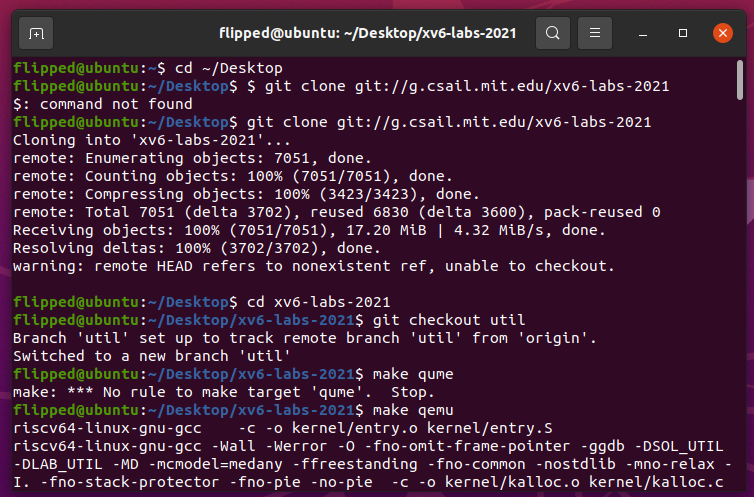 flipped@ubuntu: ~/Desktop/xv6-labs-2021
flipped@ubuntu:~$ cd ~/Desktop
flipped@ubuntu:~/Desktop$ $ git clone git://g.csail.mit.edu/xv6-labs-2021
$: command not found
flipped@ubuntu:~/Desktop$ git clone git://g.csail.mit.edu/xv6-labs-2021
Cloning into 'xv6-labs-2021'...
remote: Enumerating objects: 7051, done.
remote: Counting objects: 100% (7051/7051), done.
remote: Compressing objects: 100% (3423/3423), done.
remote: Total 7051 (delta 3702), reused 6830 (delta 3600), pack-reused 0
Receiving objects: 100% (7051/7051), 17.20 MiB | 4.32 MiB/s, done.
Resolving deltas: 100% (3702/3702), done.
warning: remote HEAD refers to nonexistent ref, unable to checkout.
flipped@ubuntu:~/Desktop$ cd xv6-labs-2021
flipped@ubuntu:~/Desktop/xv6-labs-2021$ git checkout util
Branch 'util' set up to track remote branch 'util' from 'origin'.
Switched to a new branch 'util'
flipped@ubuntu:~/Desktop/xv6-labs-2021$ make qume
make: *** No rule to make target 'qume'.  Stop.
flipped@ubuntu:~/Desktop/xv6-labs-2021$ make qemu
riscv64-linux-gnu-gcc    -c -o kernel/entry.o kernel/entry.S
riscv64-linux-gnu-gcc -Wall -Werror -O -fno-omit-frame-pointer -ggdb -DSOL_UTIL
-DLAB_UTIL -MD -mcmodel=medany -ffreestanding -fno-common -nostdlib -mno-relax -
I. -fno-stack-protector -fno-pie -no-pie  -c -o kernel/kalloc.o kernel/kalloc.c